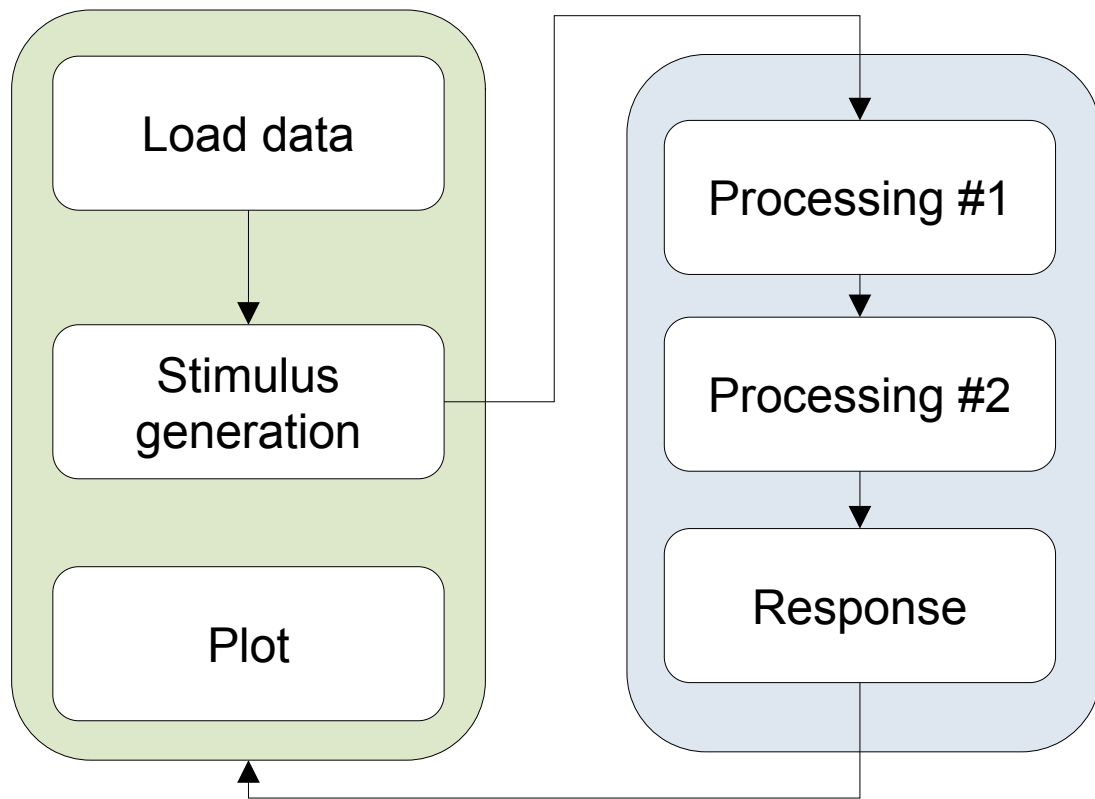 Load data
Stimulus
generation
Plot
Processing #1
Processing #2
Response